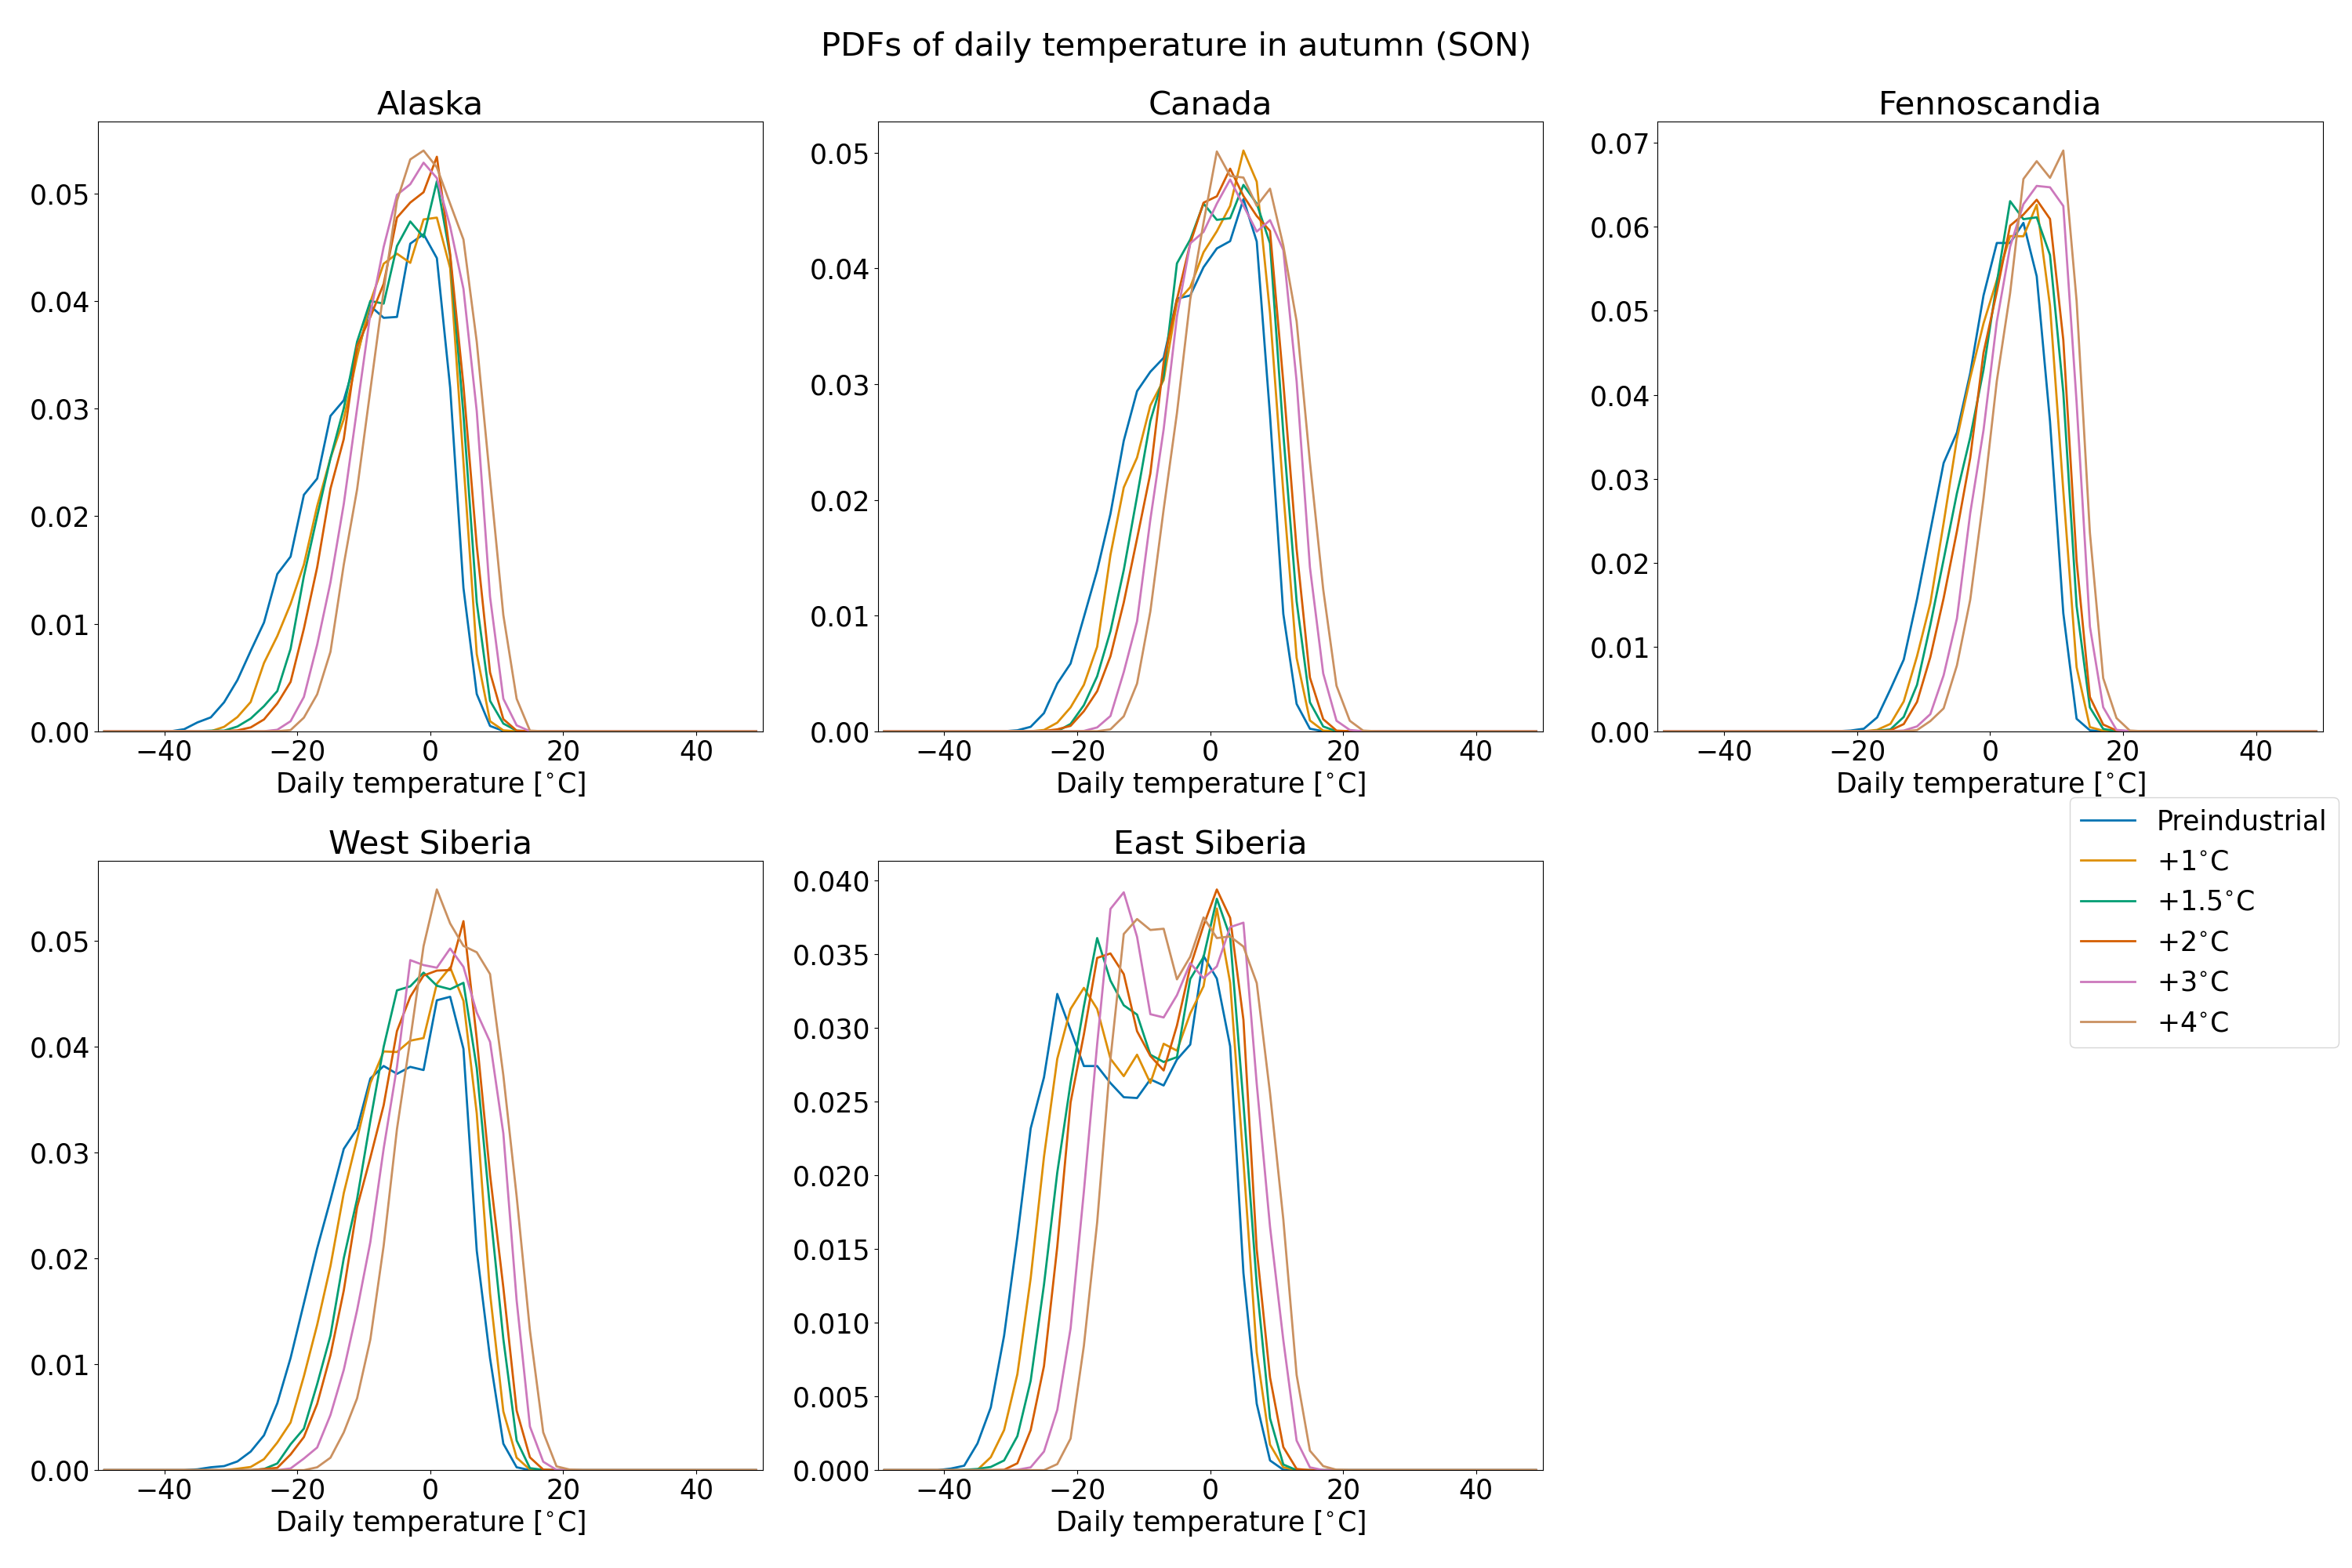 PDFs of daily temperature in autumn (SON)
Alaska
0.05
0.04
0.03
0.02
0.01
0.00
−40 −20 0 20 40
Daily temperature [°C]
Canada
0.05
0.04
0.03
0.02
0.01
0.00
−40 −20 0 20 40
Daily temperature [°C]
Fennoscandia
0.07
0.06
0.05
0.04
0.03
0.02
0.01
0.00
−40 −20 0 20 40
Daily temperature [°C]
West Siberia
0.05
0.04
0.03
0.02
0.01
0.00
−40 −20 0 20 40
Daily temperature [°C]
East Siberia
0.040
0.035
0.030
0.025
0.020
0.015
0.010
0.005
0.000
−40 −20 0 20 40
Daily temperature [°C]
Preindustrial
+1°C
+1.5°C
+2°C
+3°C
+4°C